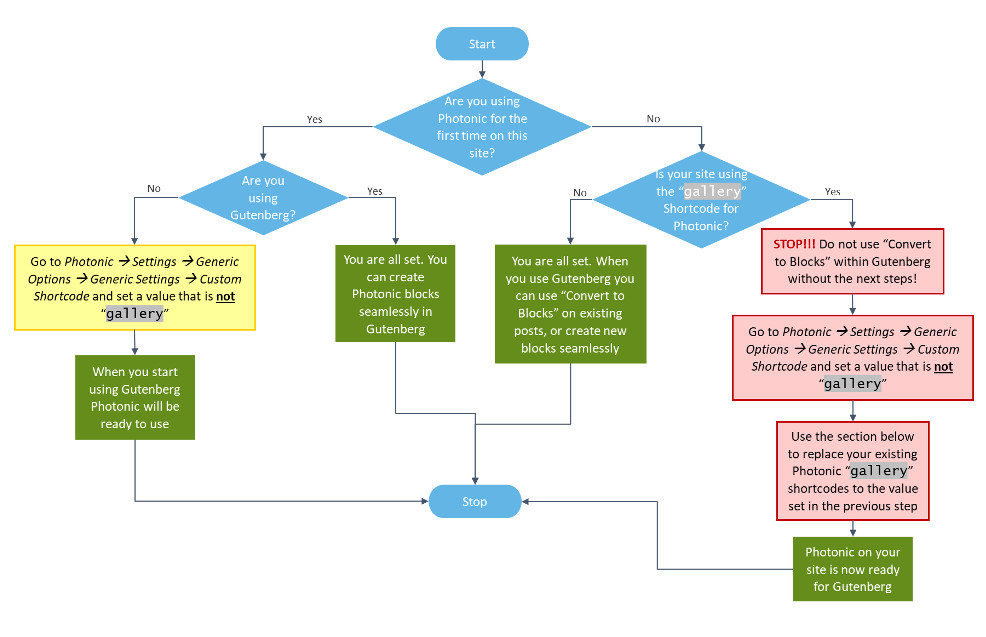 Start
Are you using
Photonic for the
first time on this
site?
Yes
No
Are you
using
Gutenberg?
No
Yes
Is your site using
the “gallery”
Shortcode for
Photonic?
No
Yes
Go to Photonic → Settings → Generic
Options → Generic Settings → Custom
Shortcode and set a value that is not
“gallery”
When you start
using Gutenberg
Photonic will be
ready to use
You are all set. You
can create
Photonic blocks
seamlessly in
Gutenberg
You are all set. When
you use Gutenberg you
can use “Convert to
Blocks” on existing
posts, or create new
blocks seamlessly
STOP!!! Do not use “Convert
to Blocks” within Gutenberg
without the next steps!
Go to Photonic → Settings → Generic
Options → Generic Settings → Custom
Shortcode and set a value that is not
“gallery”
Use the section below
to replace your existing
Photonic “gallery”
shortcodes to the value
set in the previous step
Photonic on your
site is now ready
for Gutenberg
Stop